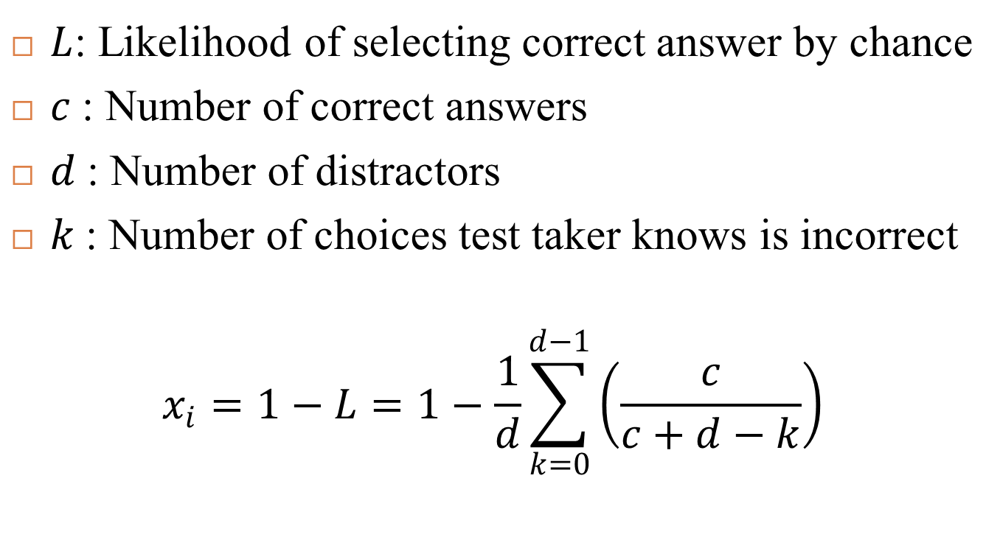 □ L: Likelihood of selecting correct answer by chance
□ c : Number of correct answers
□ d : Number of distractors
□ k : Number of choices test taker knows is incorrect
x_i = 1 − L = 1 − \frac{1}{d} \sum_{k=0}^{d−1} \left( \frac{c}{c + d − k} \right)